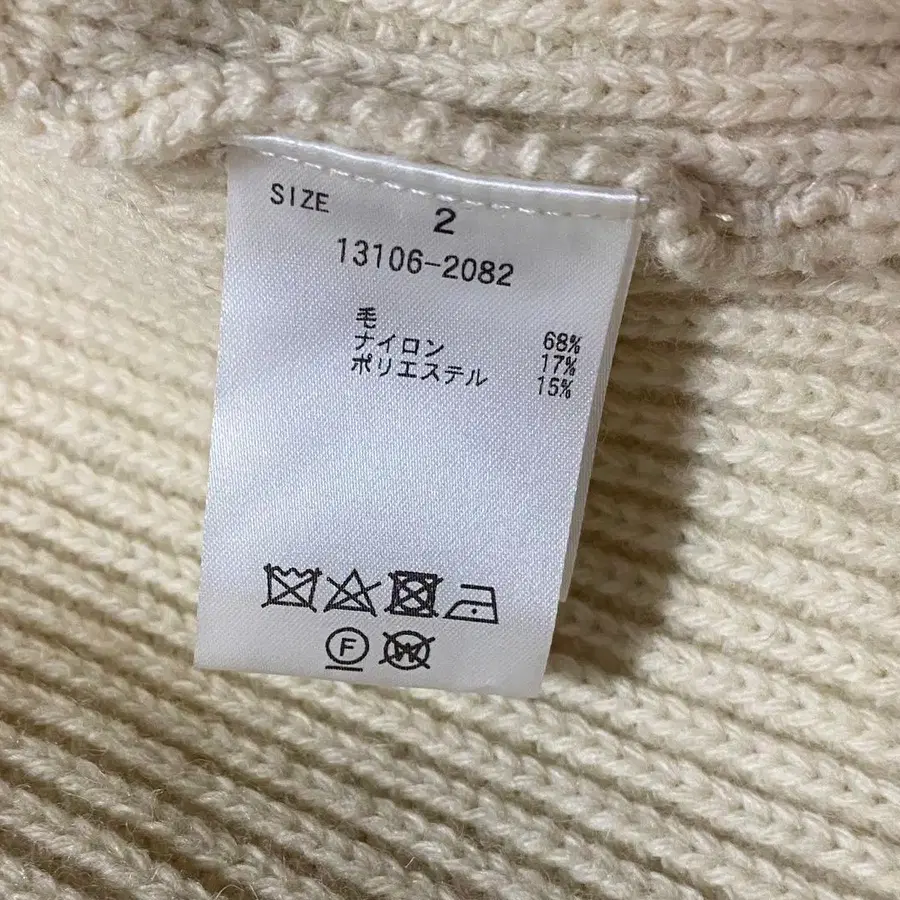 SIZE 2
13106-2082
毛 68%
ナイロン 17%
ポリエステル 15%
F
W